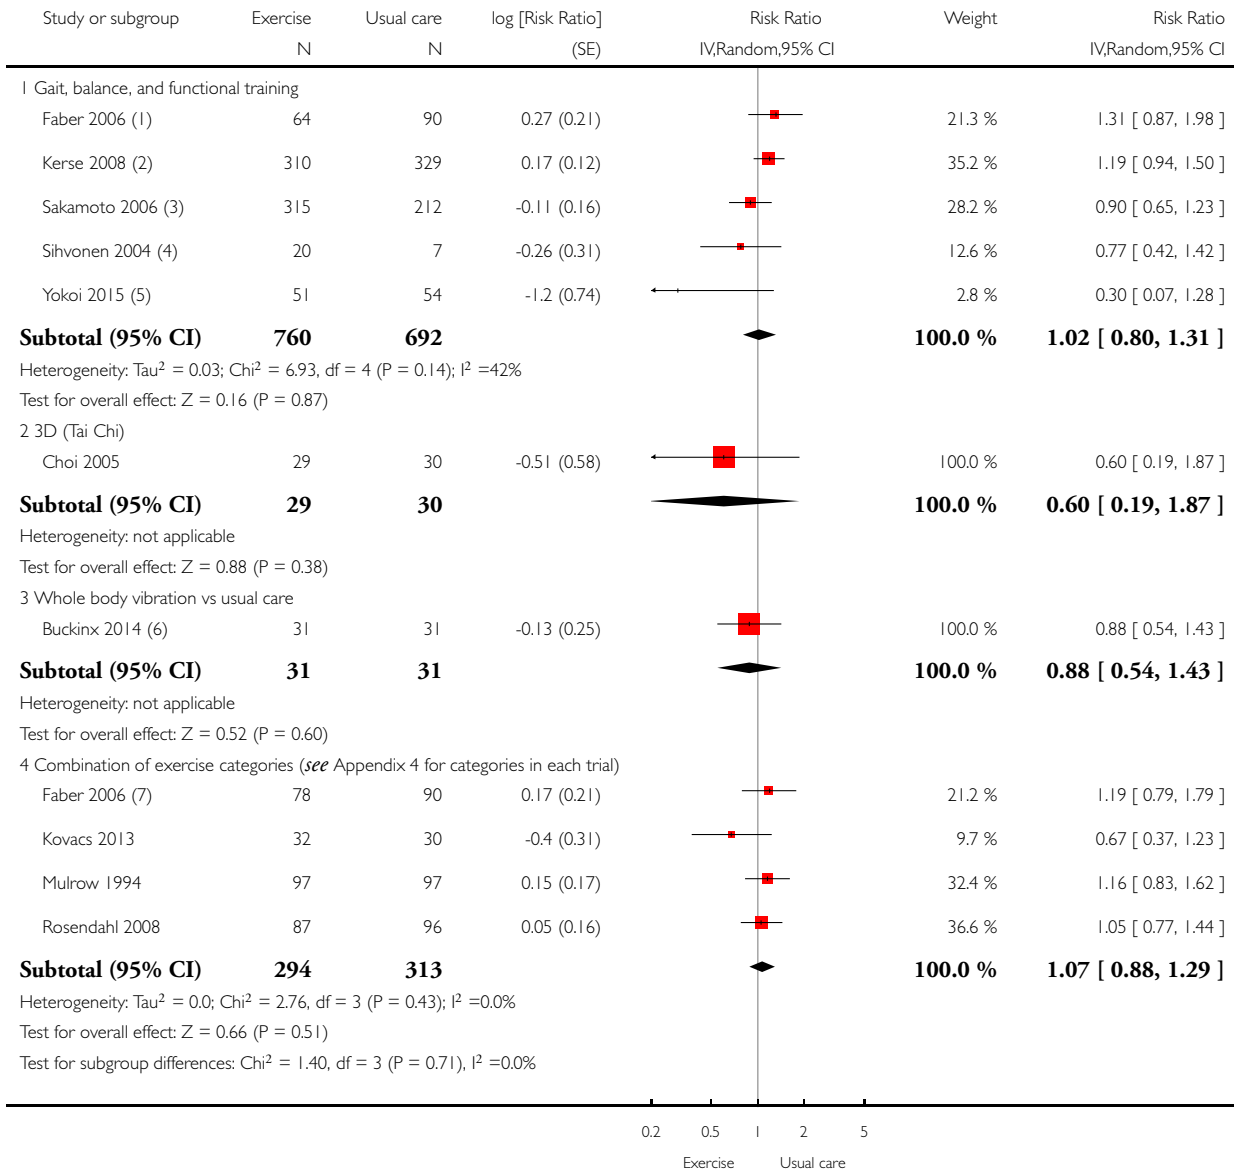 Study or subgroup Exercise Usual care log [Risk Ratio] Risk Ratio Weight Risk Ratio
N N (SE) IV,Random,95% CI IV,Random,95% CI
1 Gait, balance, and functional training
Faber 2006 (1) 64 90 0.27 (0.21) 21.3 % 1.31 [ 0.87, 1.98 ]
Kerse 2008 (2) 310 329 0.17 (0.12) 35.2 % 1.19 [ 0.94, 1.50 ]
Sakamoto 2006 (3) 315 212 -0.11 (0.16) 28.2 % 0.90 [ 0.65, 1.23 ]
Sihvonen 2004 (4) 20 7 -0.26 (0.31) 12.6 % 0.77 [ 0.42, 1.42 ]
Yokoi 2015 (5) 51 54 -1.2 (0.74) 2.8 % 0.30 [ 0.07, 1.28 ]
Subtotal (95% CI) 760 692 100.0 % 1.02 [ 0.80, 1.31 ]
Heterogeneity: Tau² = 0.03; Chi² = 6.93, df = 4 (P = 0.14); I² =42%
Test for overall effect: Z = 0.16 (P = 0.87)
2 3D (Tai Chi)
Choi 2005 29 30 -0.51 (0.58) 100.0 % 0.60 [ 0.19, 1.87 ]
Subtotal (95% CI) 29 30 100.0 % 0.60 [ 0.19, 1.87 ]
Heterogeneity: not applicable
Test for overall effect: Z = 0.88 (P = 0.38)
3 Whole body vibration vs usual care
Buckinx 2014 (6) 31 31 -0.13 (0.25) 100.0 % 0.88 [ 0.54, 1.43 ]
Subtotal (95% CI) 31 31 100.0 % 0.88 [ 0.54, 1.43 ]
Heterogeneity: not applicable
Test for overall effect: Z = 0.52 (P = 0.60)
4 Combination of exercise categories (see Appendix 4 for categories in each trial)
Faber 2006 (7) 78 90 0.17 (0.21) 21.2 % 1.19 [ 0.79, 1.79 ]
Kovacs 2013 32 30 -0.4 (0.31) 9.7 % 0.67 [ 0.37, 1.23 ]
Mulrow 1994 97 97 0.15 (0.17) 32.4 % 1.16 [ 0.83, 1.62 ]
Rosendahl 2008 87 96 0.05 (0.16) 36.6 % 1.05 [ 0.77, 1.44 ]
Subtotal (95% CI) 294 313 100.0 % 1.07 [ 0.88, 1.29 ]
Heterogeneity: Tau² = 0.0; Chi² = 2.76, df = 3 (P = 0.43); I² =0.0%
Test for overall effect: Z = 0.66 (P = 0.51)
Test for subgroup differences: Chi² = 1.40, df = 3 (P = 0.71), I² =0.0%
0.2 0.5 1 2 5
Exercise Usual care